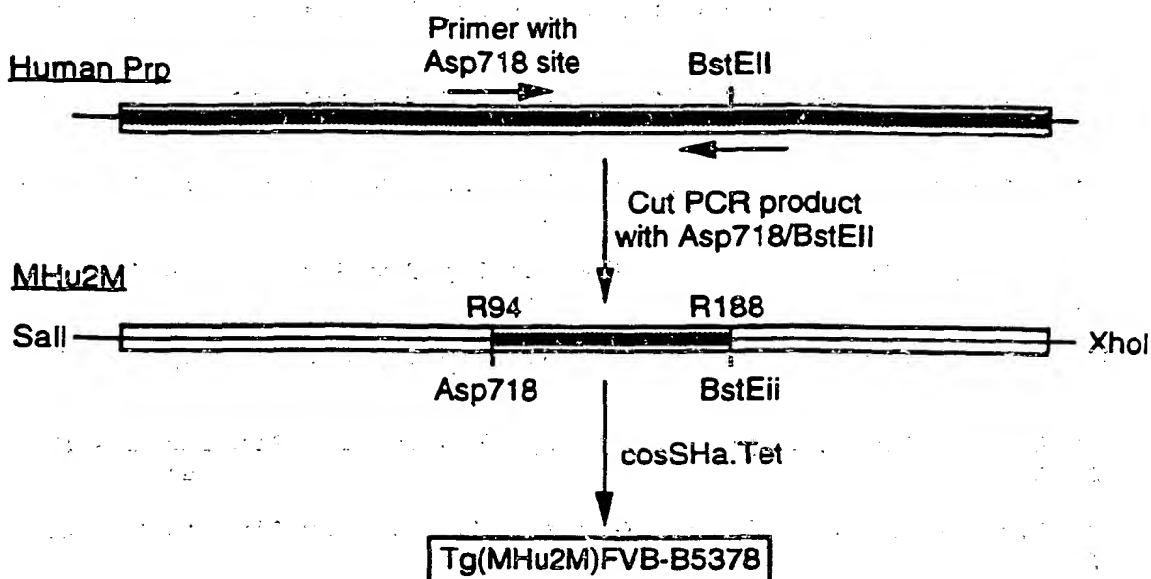 Primer with
Asp718 site
BstEII
Human Prp
Cut PCR product
with Asp718/BstEII
MHu2M
R94
R188
SalI
XhoI
Asp718
BstEii
cosSHa.Tet
Tg(MHu2M)FVB-B5378